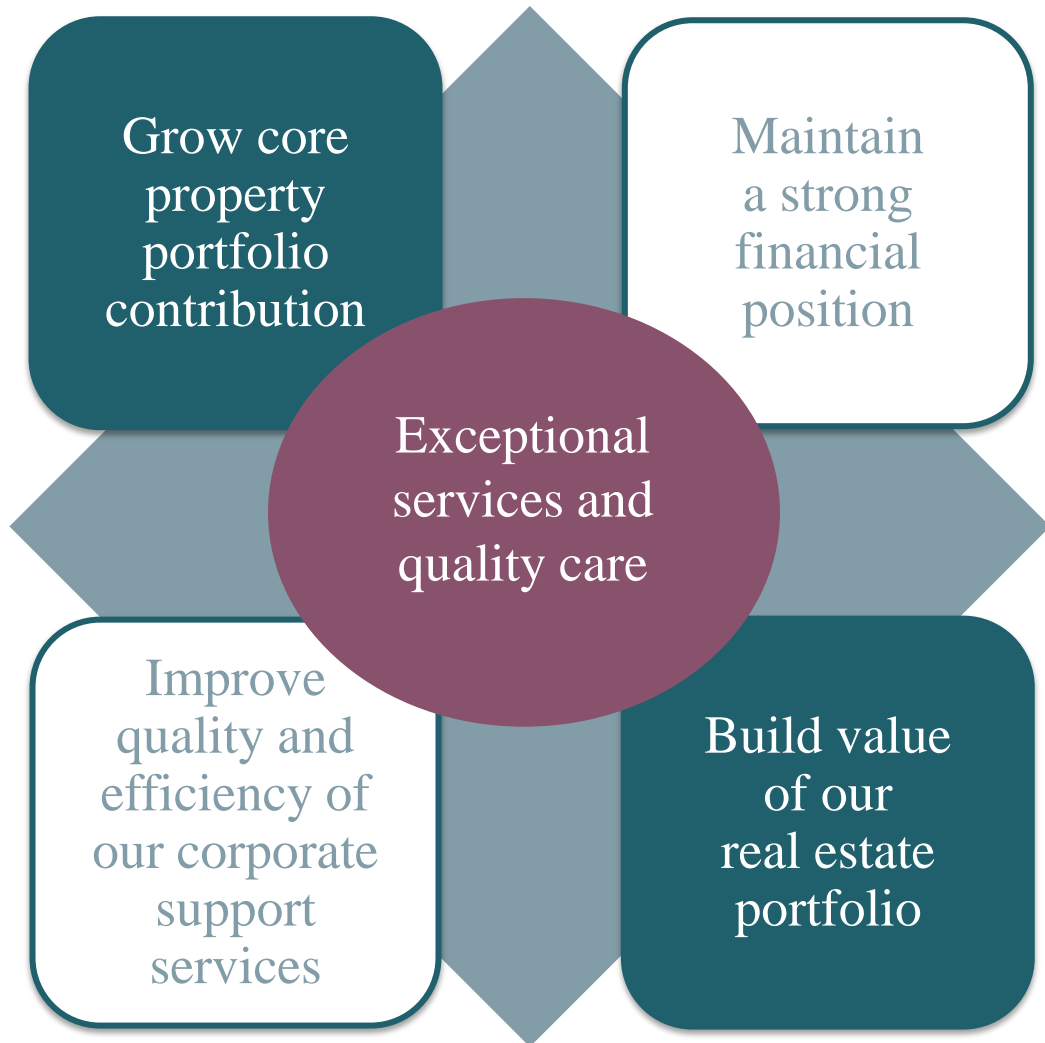 Grow core
property
portfolio
contribution
Maintain
a strong
financial
position
Exceptional
services and
quality care
Improve
quality and
efficiency of
our corporate
support
services
Build value
of our
real estate
portfolio